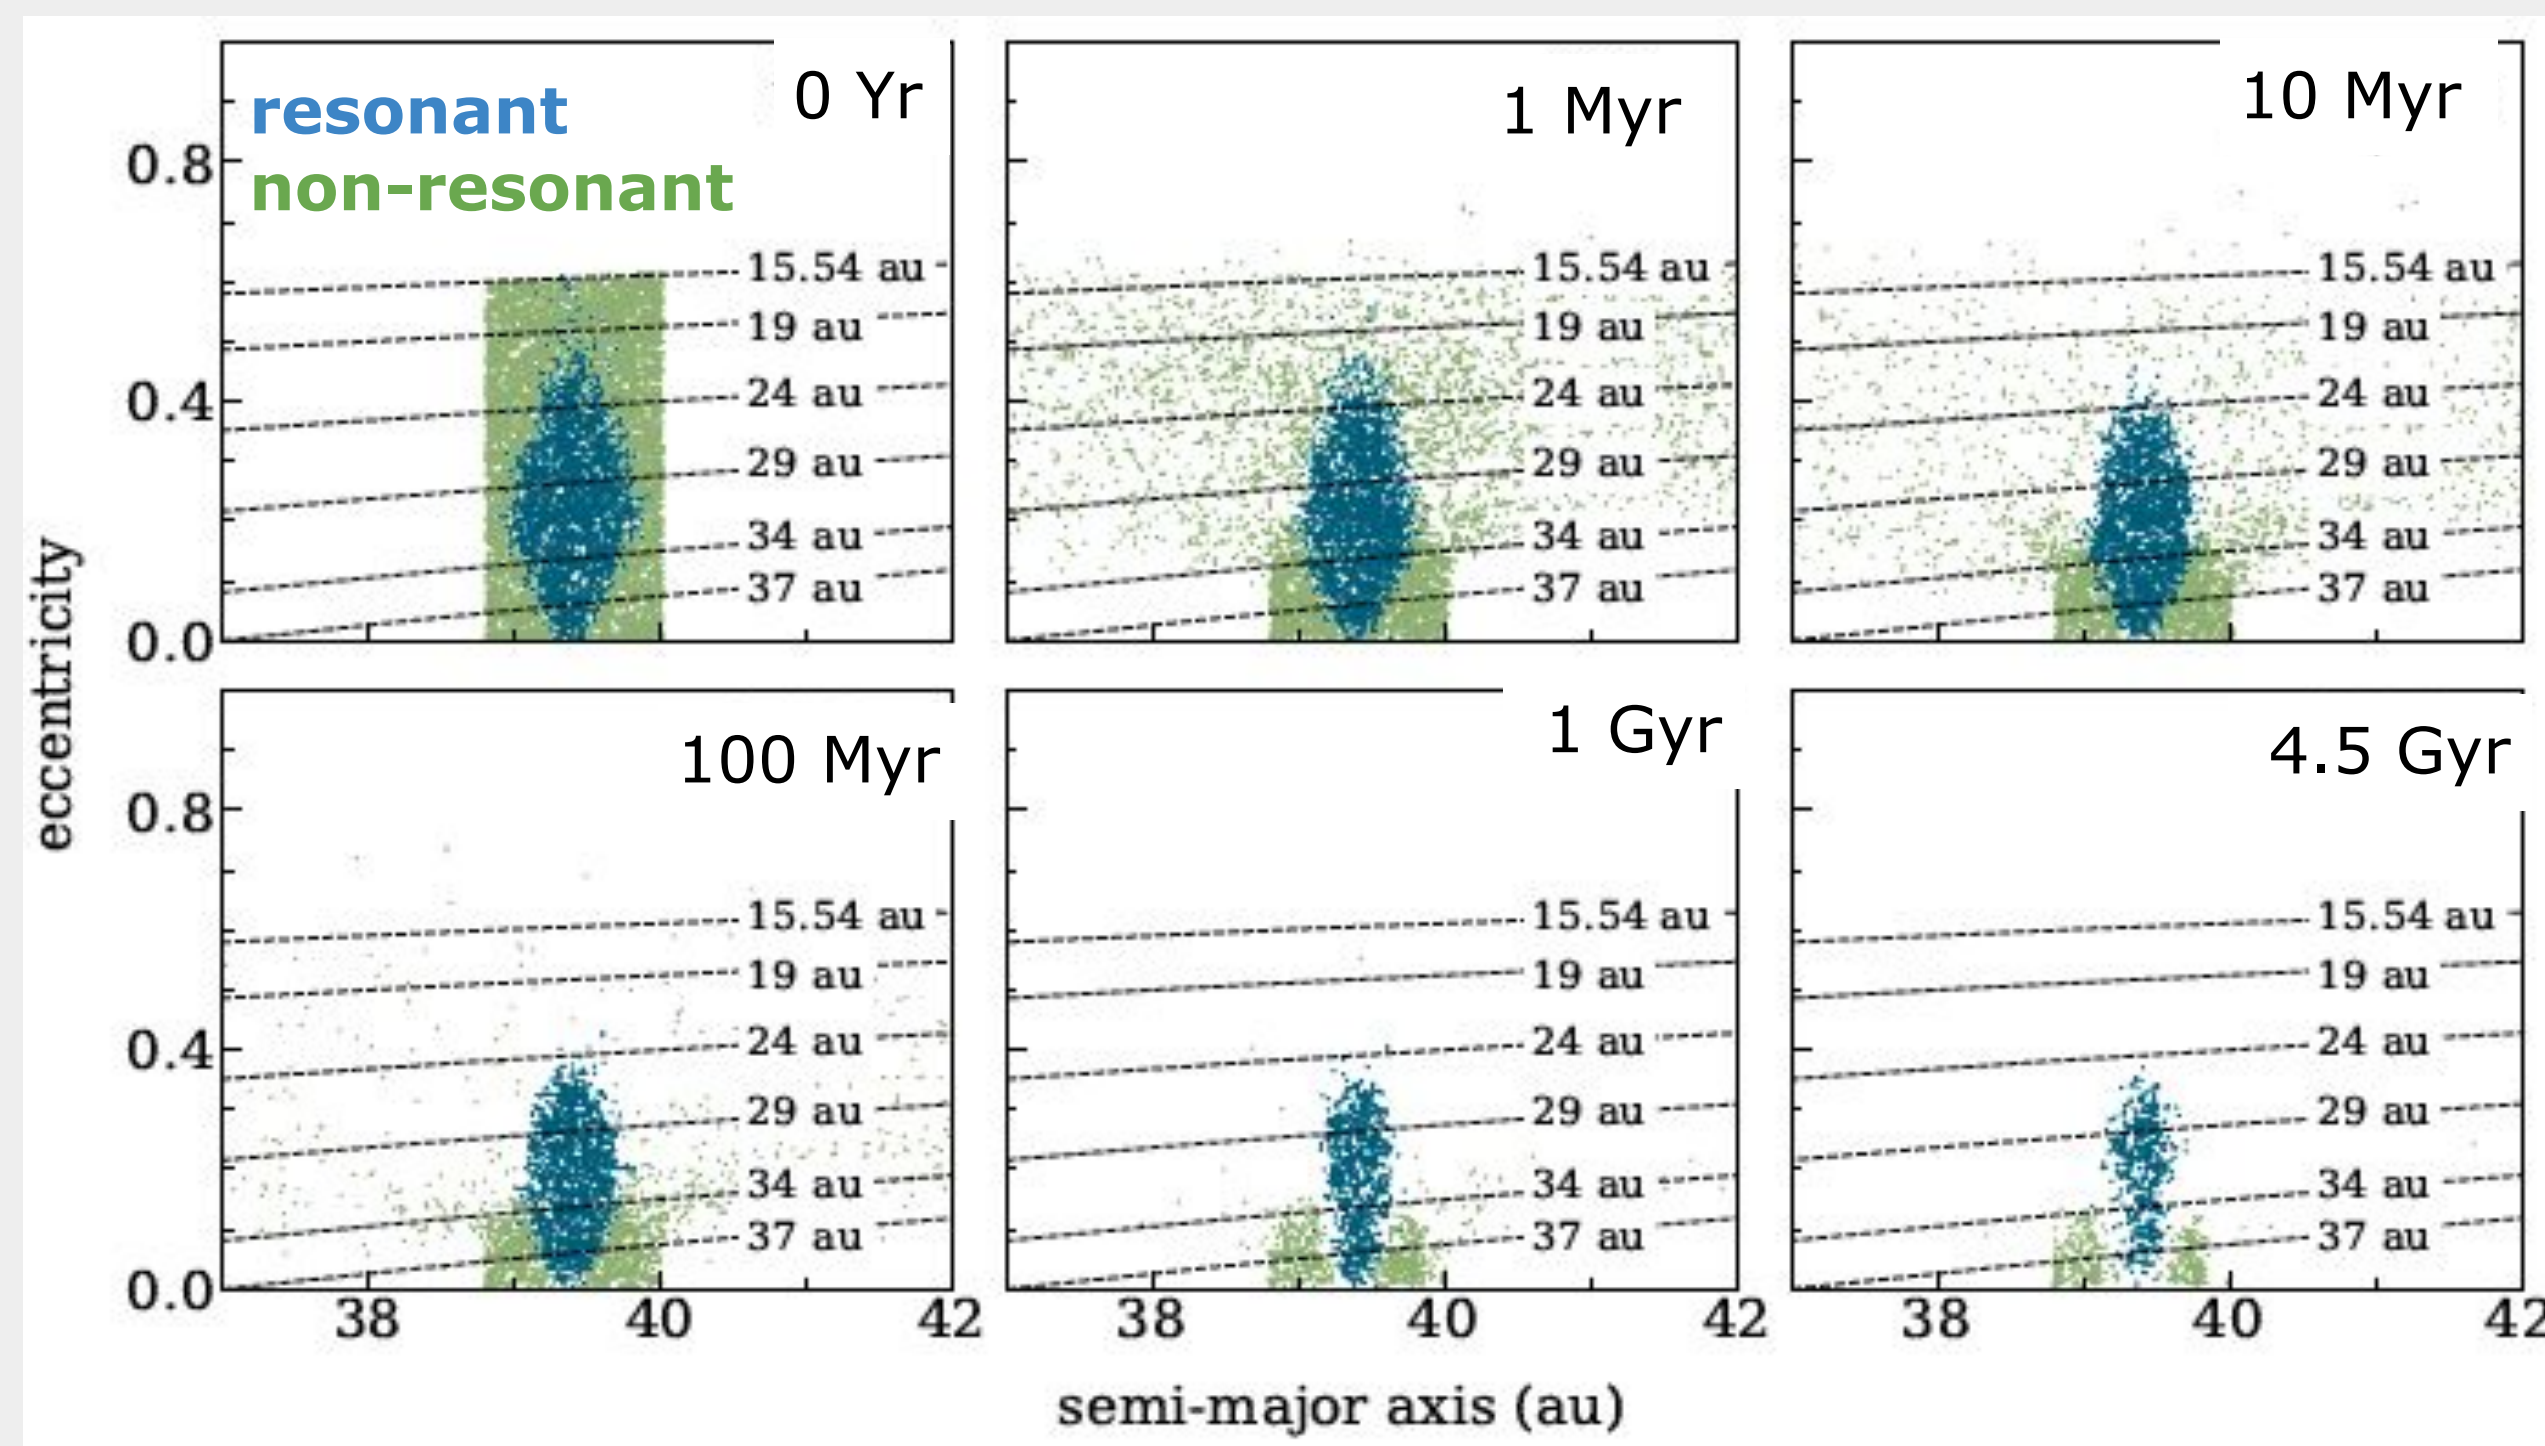 resonant
non-resonant
0 Yr
1 Myr
10 Myr
0.8
0.4
0.0
15.54 au
19 au
24 au
29 au
34 au
37 au
15.54 au
19 au
24 au
29 au
34 au
37 au
15.54 au
19 au
24 au
29 au
34 au
37 au
eccentricity
100 Myr
1 Gyr
4.5 Gyr
0.8
0.4
0.0
15.54 au
19 au
24 au
29 au
34 au
37 au
15.54 au
19 au
24 au
29 au
34 au
37 au
15.54 au
19 au
24 au
29 au
34 au
37 au
38 40 42
38 40 42
38 40 42
semi-major axis (au)